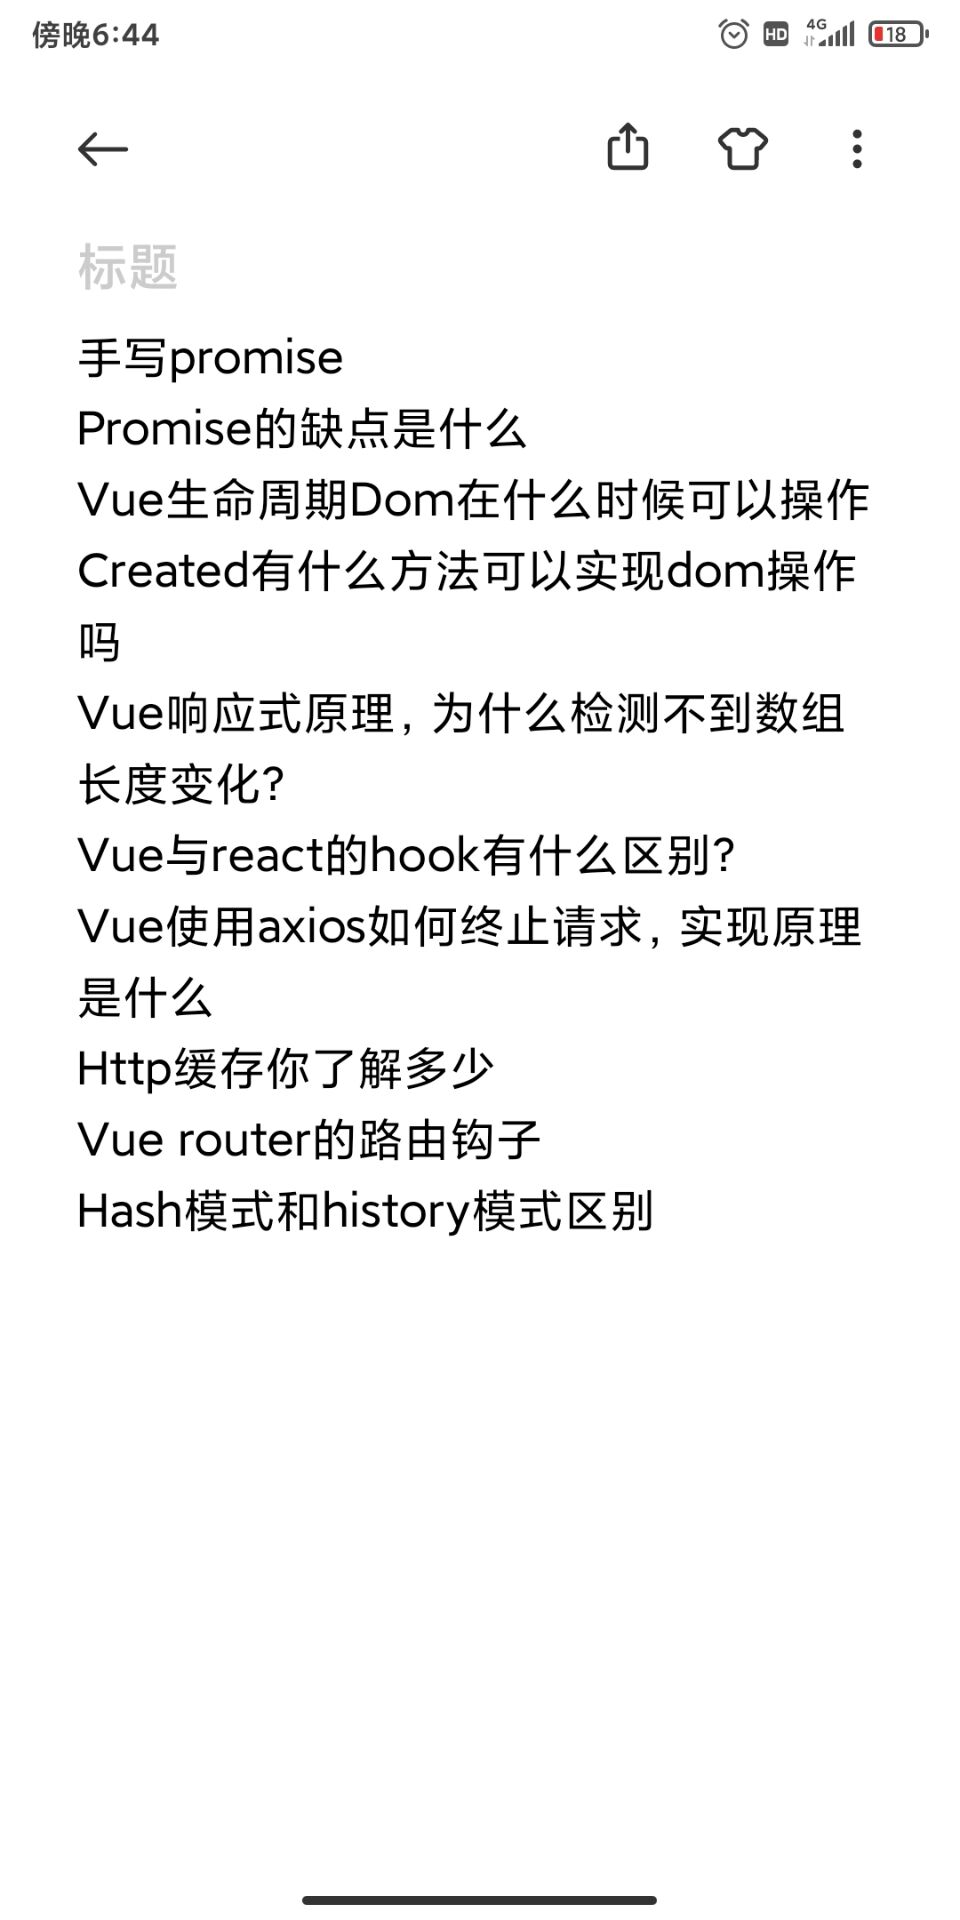 傍晚6:44
HD 4G 18
标题
手写promise
Promise的缺点是什么
Vue生命周期Dom在什么时候可以操作
Created有什么方法可以实现dom操作
吗
Vue响应式原理，为什么检测不到数组
长度变化？
Vue与react的hook有什么区别？
Vue使用axios如何终止请求，实现原理
是什么
Http缓存你了解多少
Vue router的路由钩子
Hash模式和history模式区别